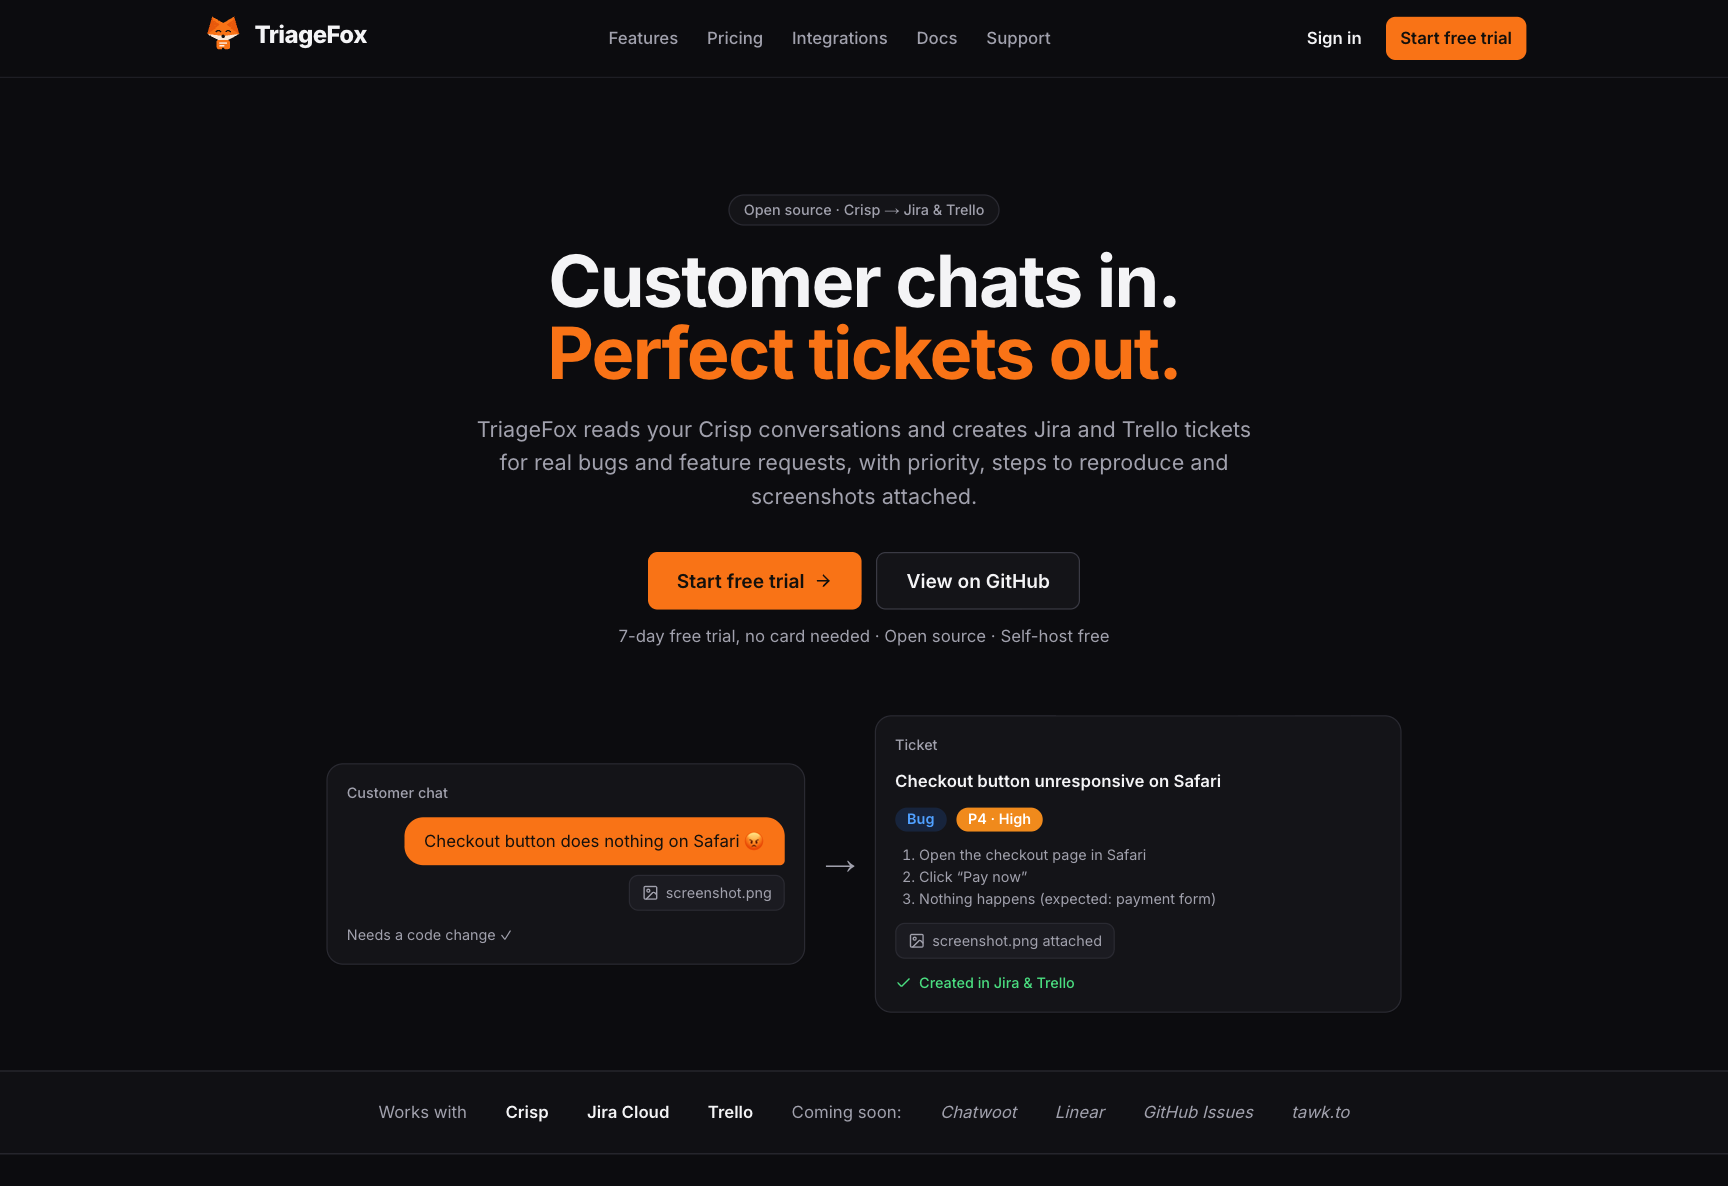 TriageFox
Features Pricing Integrations Docs Support
Sign in
Start free trial
Open source · Crisp → Jira & Trello
Customer chats in.
Perfect tickets out.
TriageFox reads your Crisp conversations and creates Jira and Trello tickets
for real bugs and feature requests, with priority, steps to reproduce and
screenshots attached.
Start free trial →
View on GitHub
7-day free trial, no card needed · Open source · Self-host free
Customer chat
Checkout button does nothing on Safari 😡
screenshot.png
Needs a code change ✓
→
Ticket
Checkout button unresponsive on Safari
Bug P4 · High
1. Open the checkout page in Safari
2. Click “Pay now”
3. Nothing happens (expected: payment form)
screenshot.png attached
✓ Created in Jira & Trello
Works with Crisp Jira Cloud Trello Coming soon: Chatwoot Linear GitHub Issues tawk.to